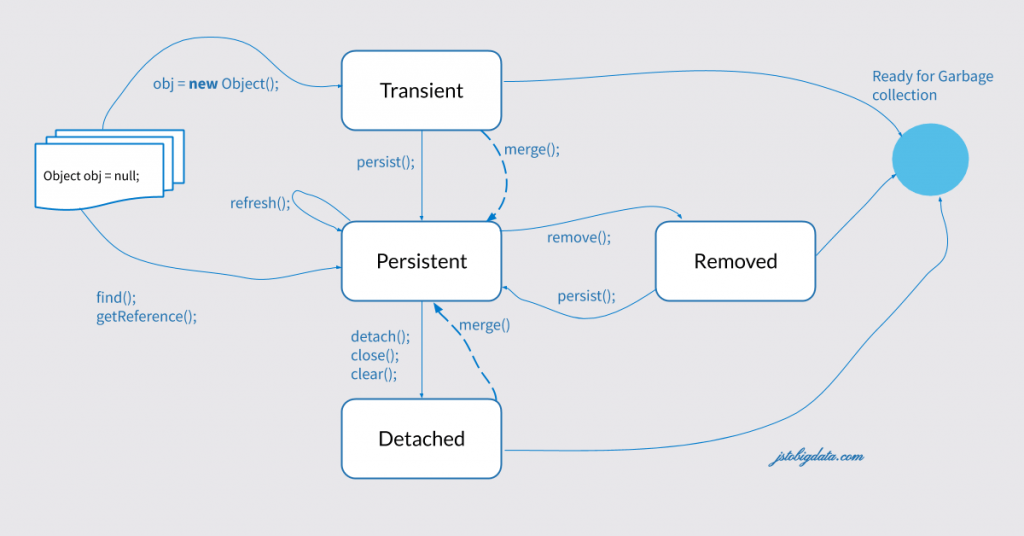 obj = new Object();
Transient
Ready for Garbage
collection
Object obj = null;
persist();
merge();
refresh();
Persistent
remove();
Removed
find();
getReference();
persist();
detach();
close();
clear();
merge()
Detached
jstobigdata.com